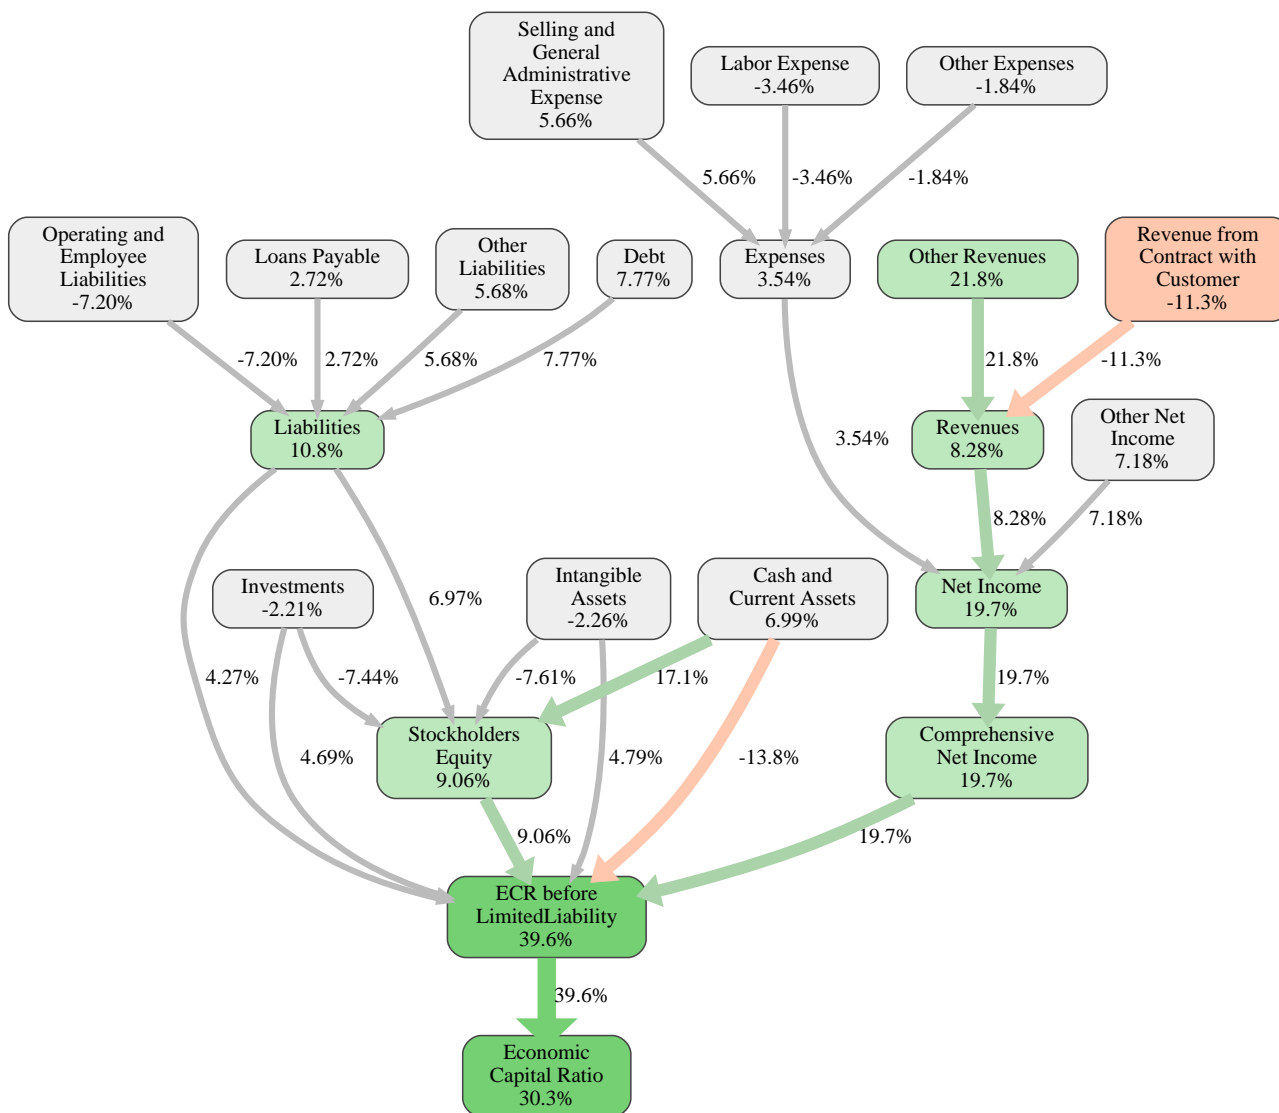 Selling and
General
Administrative
Expense
5.66%
Labor Expense
-3.46%
Other Expenses
-1.84%
5.66%
-3.46%
-1.84%
Operating and
Employee
Liabilities
-7.20%
Loans Payable
2.72%
Other
Liabilities
5.68%
Debt
7.77%
Expenses
3.54%
Other Revenues
21.8%
Revenue from
Contract with
Customer
-11.3%
-7.20%
2.72%
5.68%
7.77%
21.8%
-11.3%
Liabilities
10.8%
3.54%
Revenues
8.28%
Other Net
Income
7.18%
8.28%
7.18%
Investments
-2.21%
6.97%
Intangible
Assets
-2.26%
Cash and
Current Assets
6.99%
Net Income
19.7%
4.27%
-7.44%
-7.61%
17.1%
19.7%
Stockholders
Equity
9.06%
4.69%
4.79%
-13.8%
Comprehensive
Net Income
19.7%
9.06%
19.7%
ECR before
LimitedLiability
39.6%
39.6%
Economic
Capital Ratio
30.3%